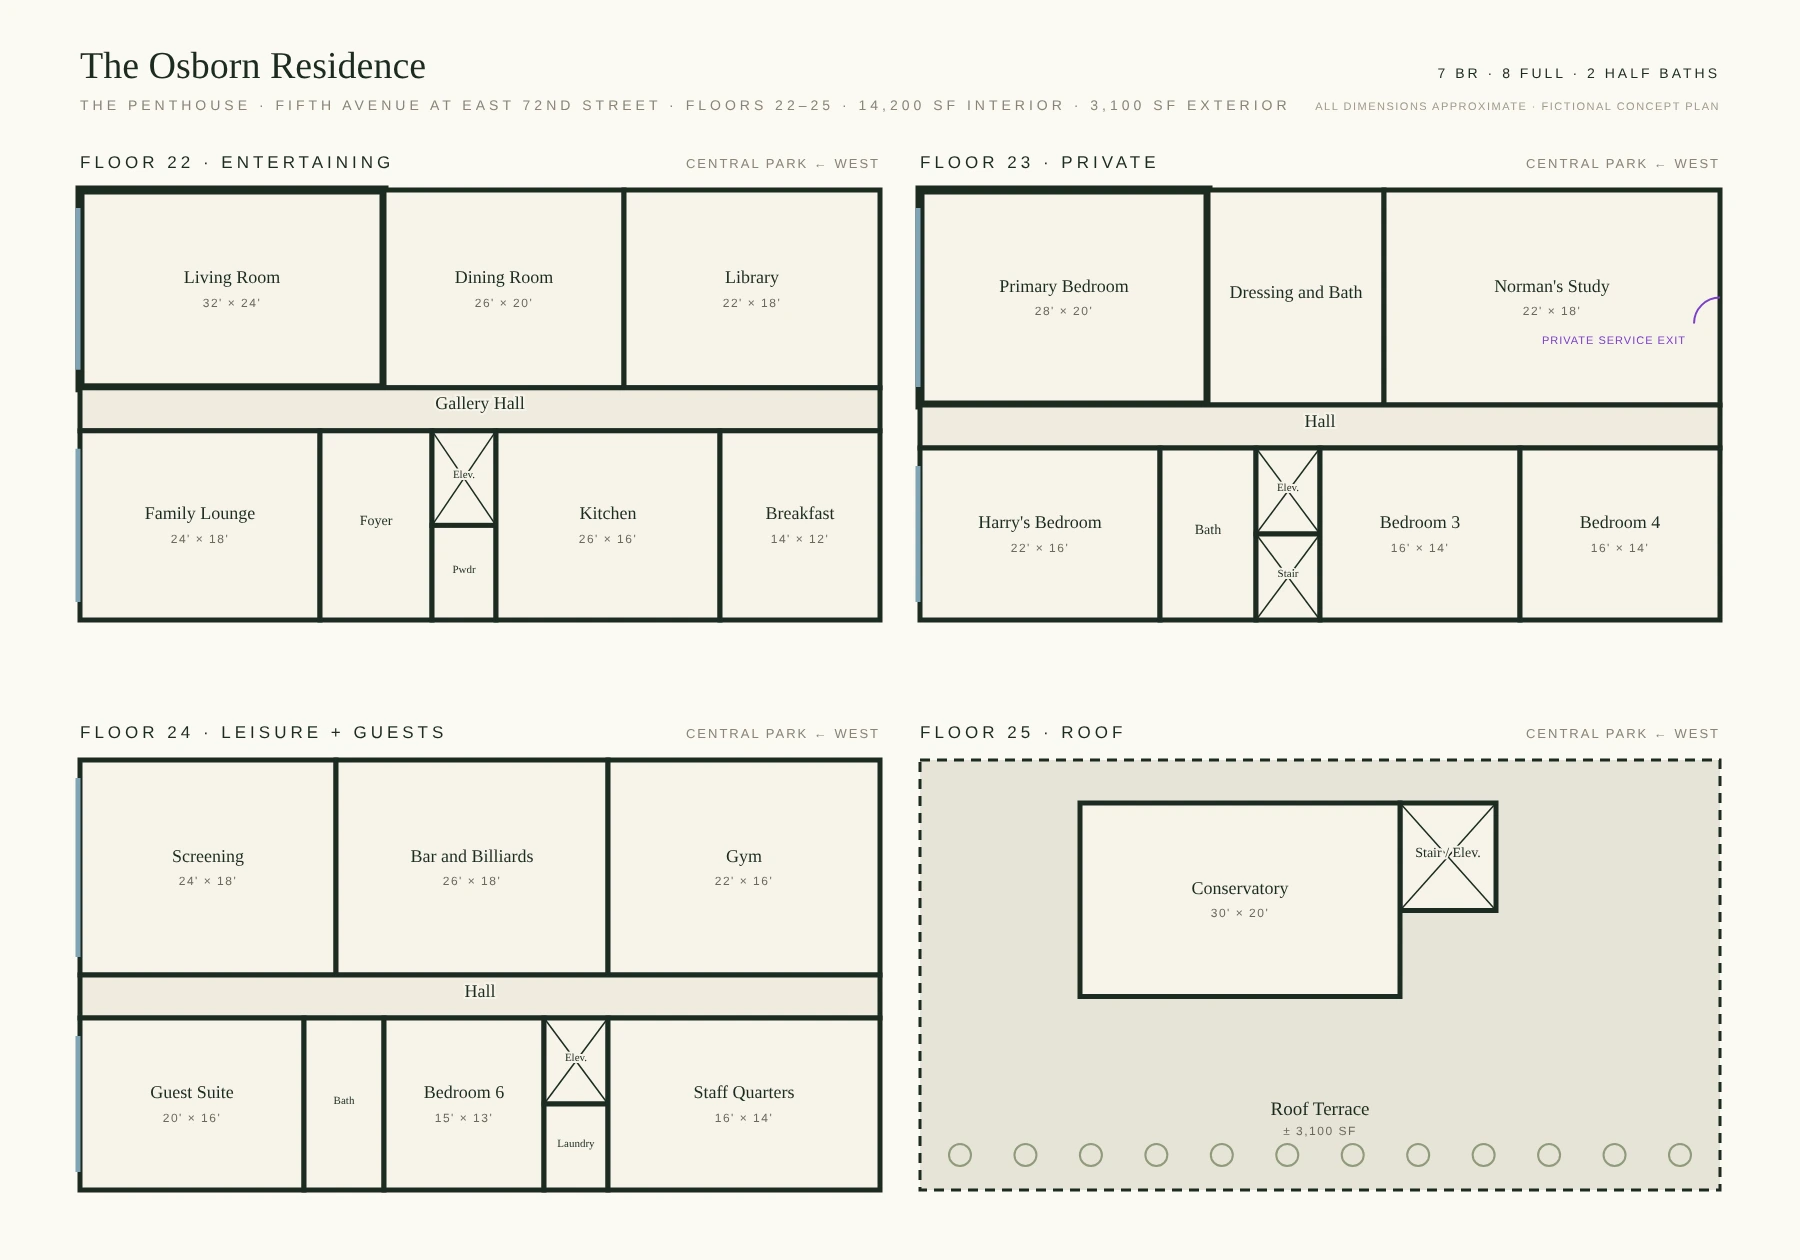 The Osborn Residence
7 BR · 8 FULL · 2 HALF BATHS
THE PENTHOUSE · FIFTH AVENUE AT EAST 72ND STREET · FLOORS 22–25 · 14,200 SF INTERIOR · 3,100 SF EXTERIOR
ALL DIMENSIONS APPROXIMATE · FICTIONAL CONCEPT PLAN
FLOOR 22 · ENTERTAINING
CENTRAL PARK ← WEST
Living Room
32' × 24'
Dining Room
26' × 20'
Library
22' × 18'
Gallery Hall
Family Lounge
24' × 18'
Foyer
Elev.
Pwdr
Kitchen
26' × 16'
Breakfast
14' × 12'
FLOOR 23 · PRIVATE
CENTRAL PARK ← WEST
Primary Bedroom
28' × 20'
Dressing and Bath
Norman's Study
22' × 18'
PRIVATE SERVICE EXIT
Hall
Harry's Bedroom
22' × 16'
Bath
Elev.
Stair
Bedroom 3
16' × 14'
Bedroom 4
16' × 14'
FLOOR 24 · LEISURE + GUESTS
CENTRAL PARK ← WEST
Screening
24' × 18'
Bar and Billiards
26' × 18'
Gym
22' × 16'
Hall
Guest Suite
20' × 16'
Bath
Bedroom 6
15' × 13'
Elev.
Laundry
Staff Quarters
16' × 14'
FLOOR 25 · ROOF
CENTRAL PARK ← WEST
Conservatory
30' × 20'
Stair / Elev.
Roof Terrace
± 3,100 SF